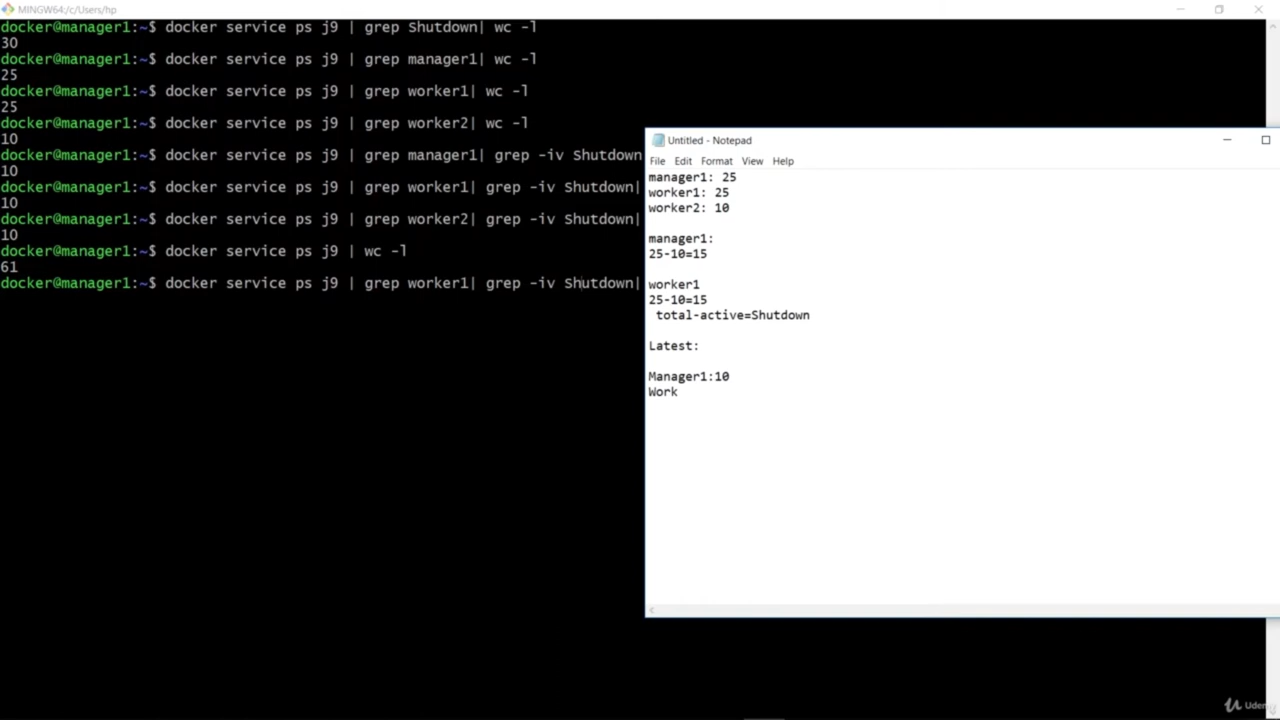 MINGW64:/c/Users/hp
docker@manager1:~$ docker service ps j9 | grep Shutdown| wc -l
30
docker@manager1:~$ docker service ps j9 | grep manager1| wc -l
25
docker@manager1:~$ docker service ps j9 | grep worker1| wc -l
25
docker@manager1:~$ docker service ps j9 | grep worker2| wc -l
10
docker@manager1:~$ docker service ps j9 | grep manager1| grep -iv Shutdown
10
docker@manager1:~$ docker service ps j9 | grep worker1| grep -iv Shutdown|
10
docker@manager1:~$ docker service ps j9 | grep worker2| grep -iv Shutdown|
10
docker@manager1:~$ docker service ps j9 | wc -l
61
docker@manager1:~$ docker service ps j9 | grep worker1| grep -iv Shutdown|
Untitled - Notepad
File Edit Format View Help
manager1: 25
worker1: 25
worker2: 10
manager1:
25-10=15
worker1
25-10=15
total-active=Shutdown
Latest:
Manager1:10
Work